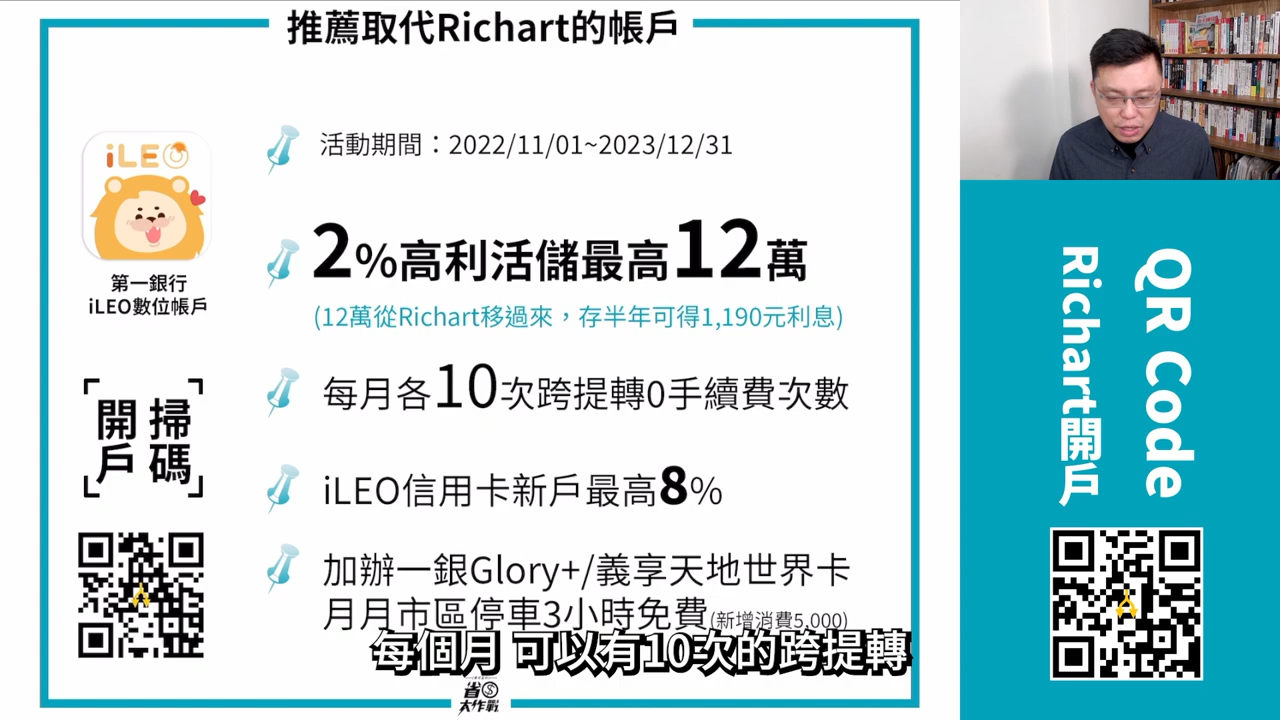 推薦取代Richart的帳戶
iLEO
第一銀行
iLEO數位帳戶
掃碼
開戶
活動期間：2022/11/01~2023/12/31
2%高利活儲最高12萬
(12萬從Richart移過來，存半年可得1,190元利息)
每月各10次跨提轉0手續費次數
iLEO信用卡新戶最高8%
加辦一銀Glory+/義享天地世界卡
月月市區停車3小時免費(新增消費5,000)
每個月 可以有10次的跨提轉
省
大作戰
QR Code
Richart開戶